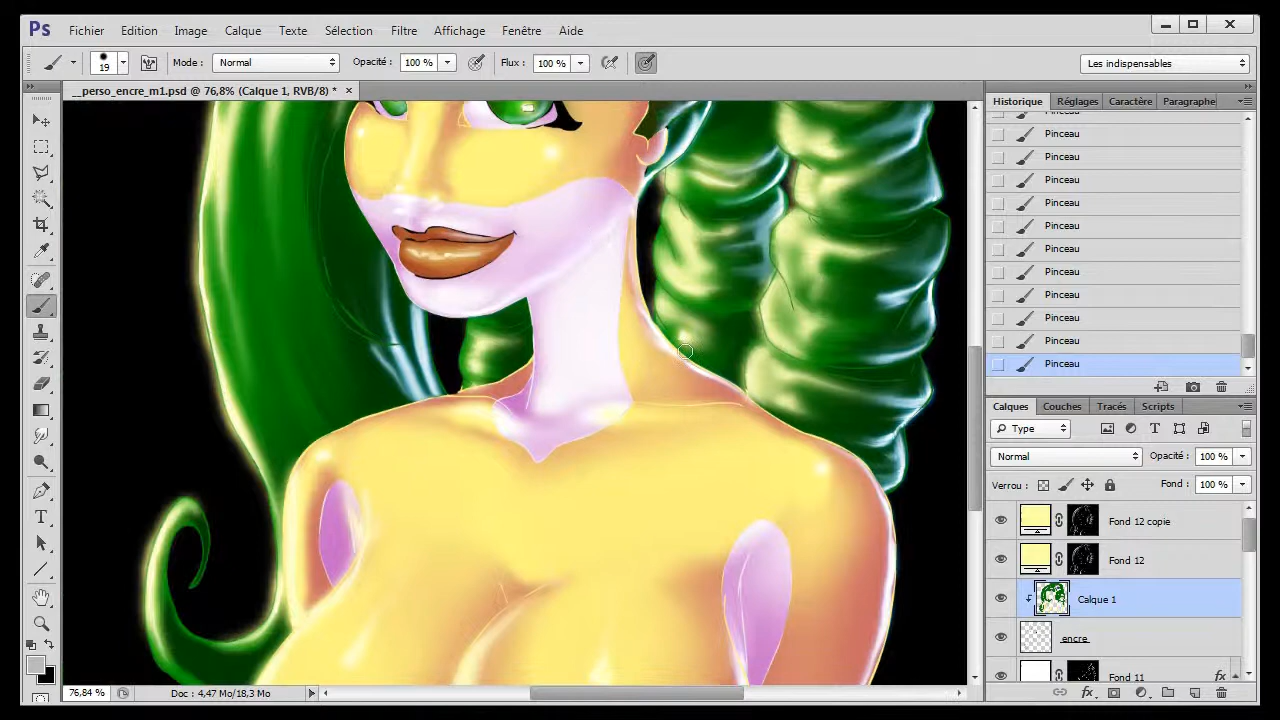 Ps Fichier Edition Image Calque Texte Sélection Filtre Affichage Fenêtre Aide
19 Mode : Normal Opacité : 100 % Flux : 100 % Les indispensables
__perso_encre_m1.psd @ 76,8% (Calque 1, RVB/8) * ×
Historique Réglages Caractère Paragraphe
Pinceau
Pinceau
Pinceau
Pinceau
Pinceau
Pinceau
Pinceau
Pinceau
Pinceau
Pinceau
Pinceau
Calques Couches Tracés Scripts
Type
Normal Opacité : 100 %
Verrou : Fond : 100 %
Fond 12 copie
Fond 12
Calque 1
encre
Fond 11 fx
76,84 % Doc : 4,47 Mo/18,3 Mo